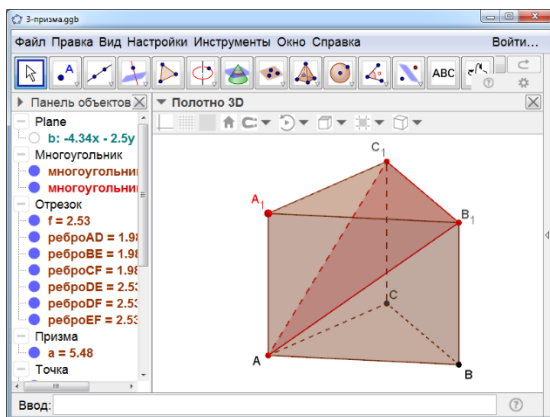 3-призма.ggb
Файл Правка Вид Настройки Инструменты Окно Справка
Войти...
ABC
Панель объектов
Plane
b: -4.34x - 2.5y
Многоугольник
многоугольни
многоугольни
Отрезок
f = 2.53
реброAD = 1.98
реброBE = 1.98
реброCF = 1.98
реброDE = 2.53
реброDF = 2.53
реброEF = 2.53
Призма
a = 5.48
Точка
Полотно 3D
C1
A1
B1
C
A
B
Ввод: